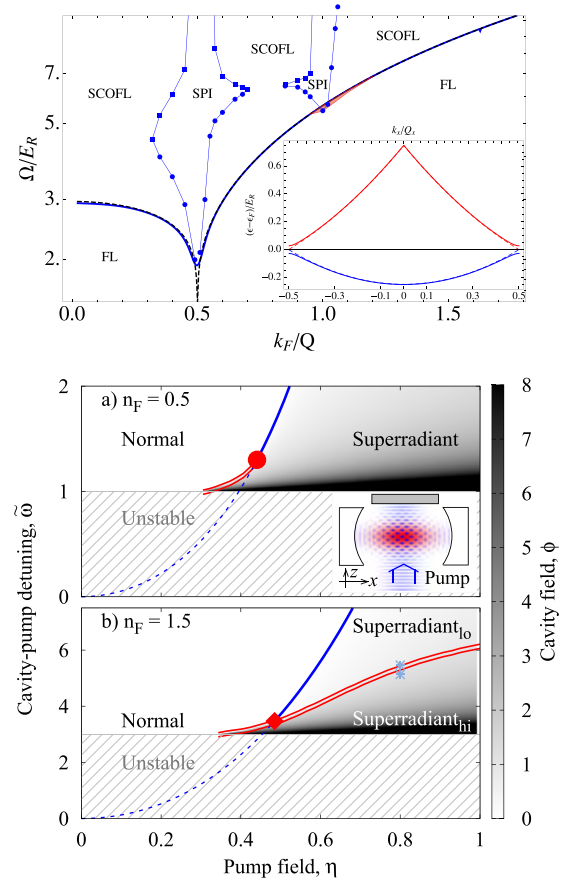 SCOFL
SCOFL
SCOFL
SPI
SPI
FL
FL
7.
5.
3.
2.
Ω/E_R
0.0
0.5
1.0
1.5
k_F/Q
k_x/Q_x
(ϵ−ϵ_F)/E_R
0.6
0.4
0.2
0.0
-0.2
-0.5
-0.3
-0.1
0
0.1
0.3
0.5
a) n_F = 0.5
Normal
Superradiant
Unstable
z
x
Pump
2
1
0
b) n_F = 1.5
Superradiant_lo
Normal
Superradiant_hi
Unstable
6
4
2
0
0
0.2
0.4
0.6
0.8
1
Pump field, η
Cavity-pump detuning, ω̃
8
7
6
5
4
3
2
1
0
Cavity field, ϕ